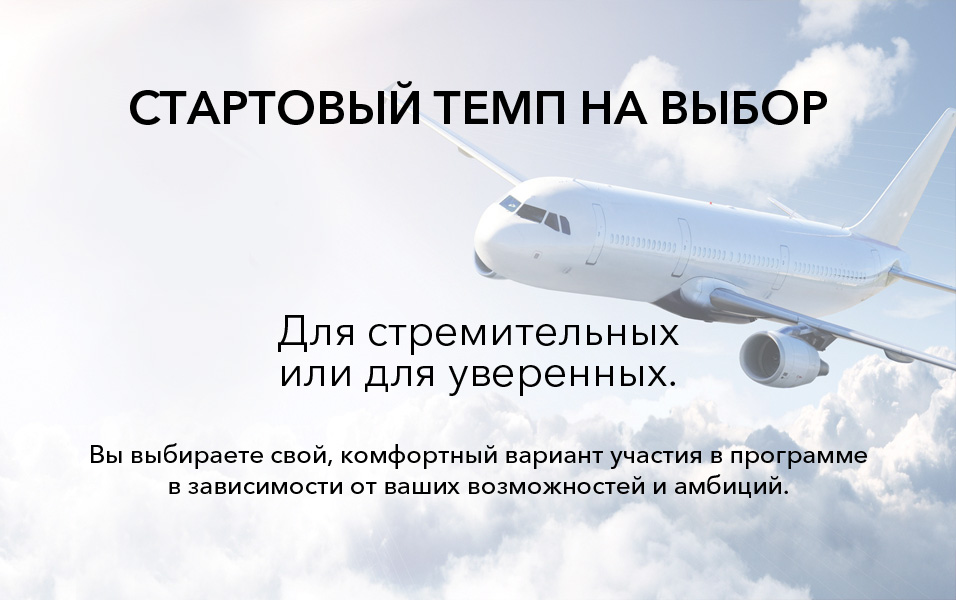 СТАРТОВЫЙ ТЕМП НА ВЫБОР
Для стремительных
или для уверенных.
Вы выбираете свой, комфортный вариант участия в программе
в зависимости от ваших возможностей и амбиций.